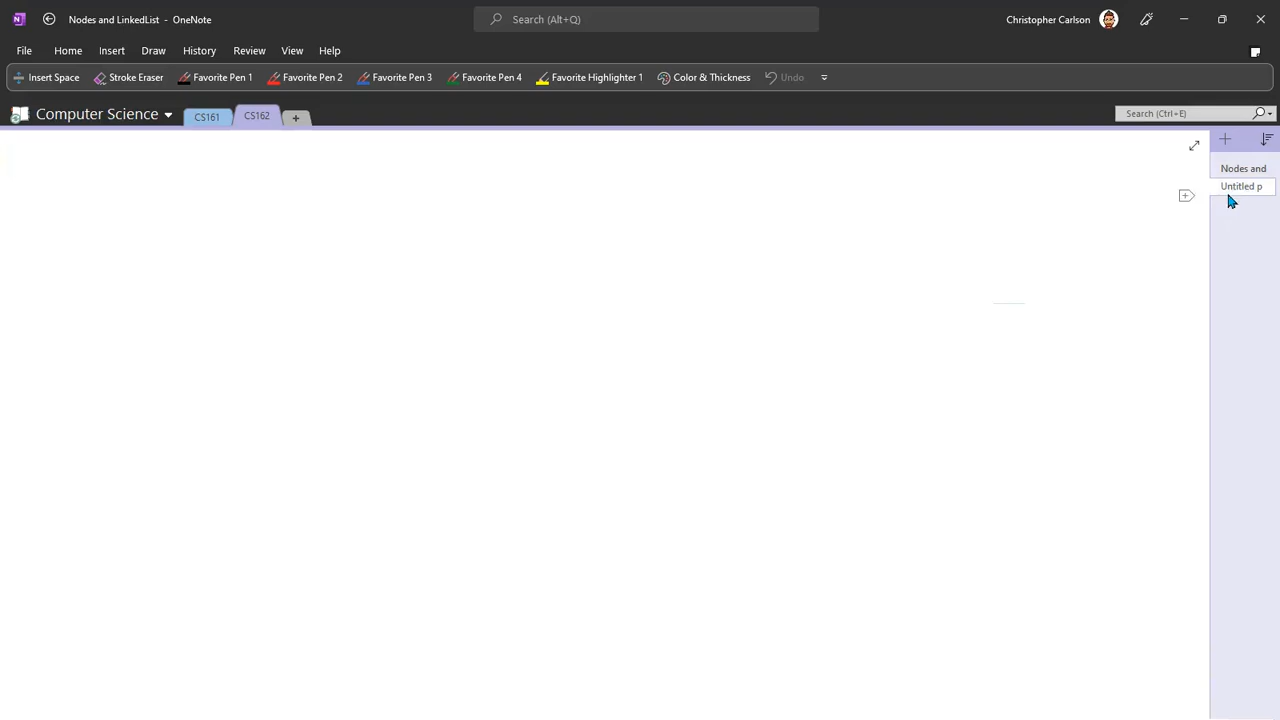 Nodes and LinkedList - OneNote
Search (Alt+Q)
Christopher Carlson
File Home Insert Draw History Review View Help
Insert Space Stroke Eraser Favorite Pen 1 Favorite Pen 2 Favorite Pen 3 Favorite Pen 4 Favorite Highlighter 1 Color & Thickness Undo
Computer Science CS161 CS162 +
Search (Ctrl+E)
Nodes and
Untitled p